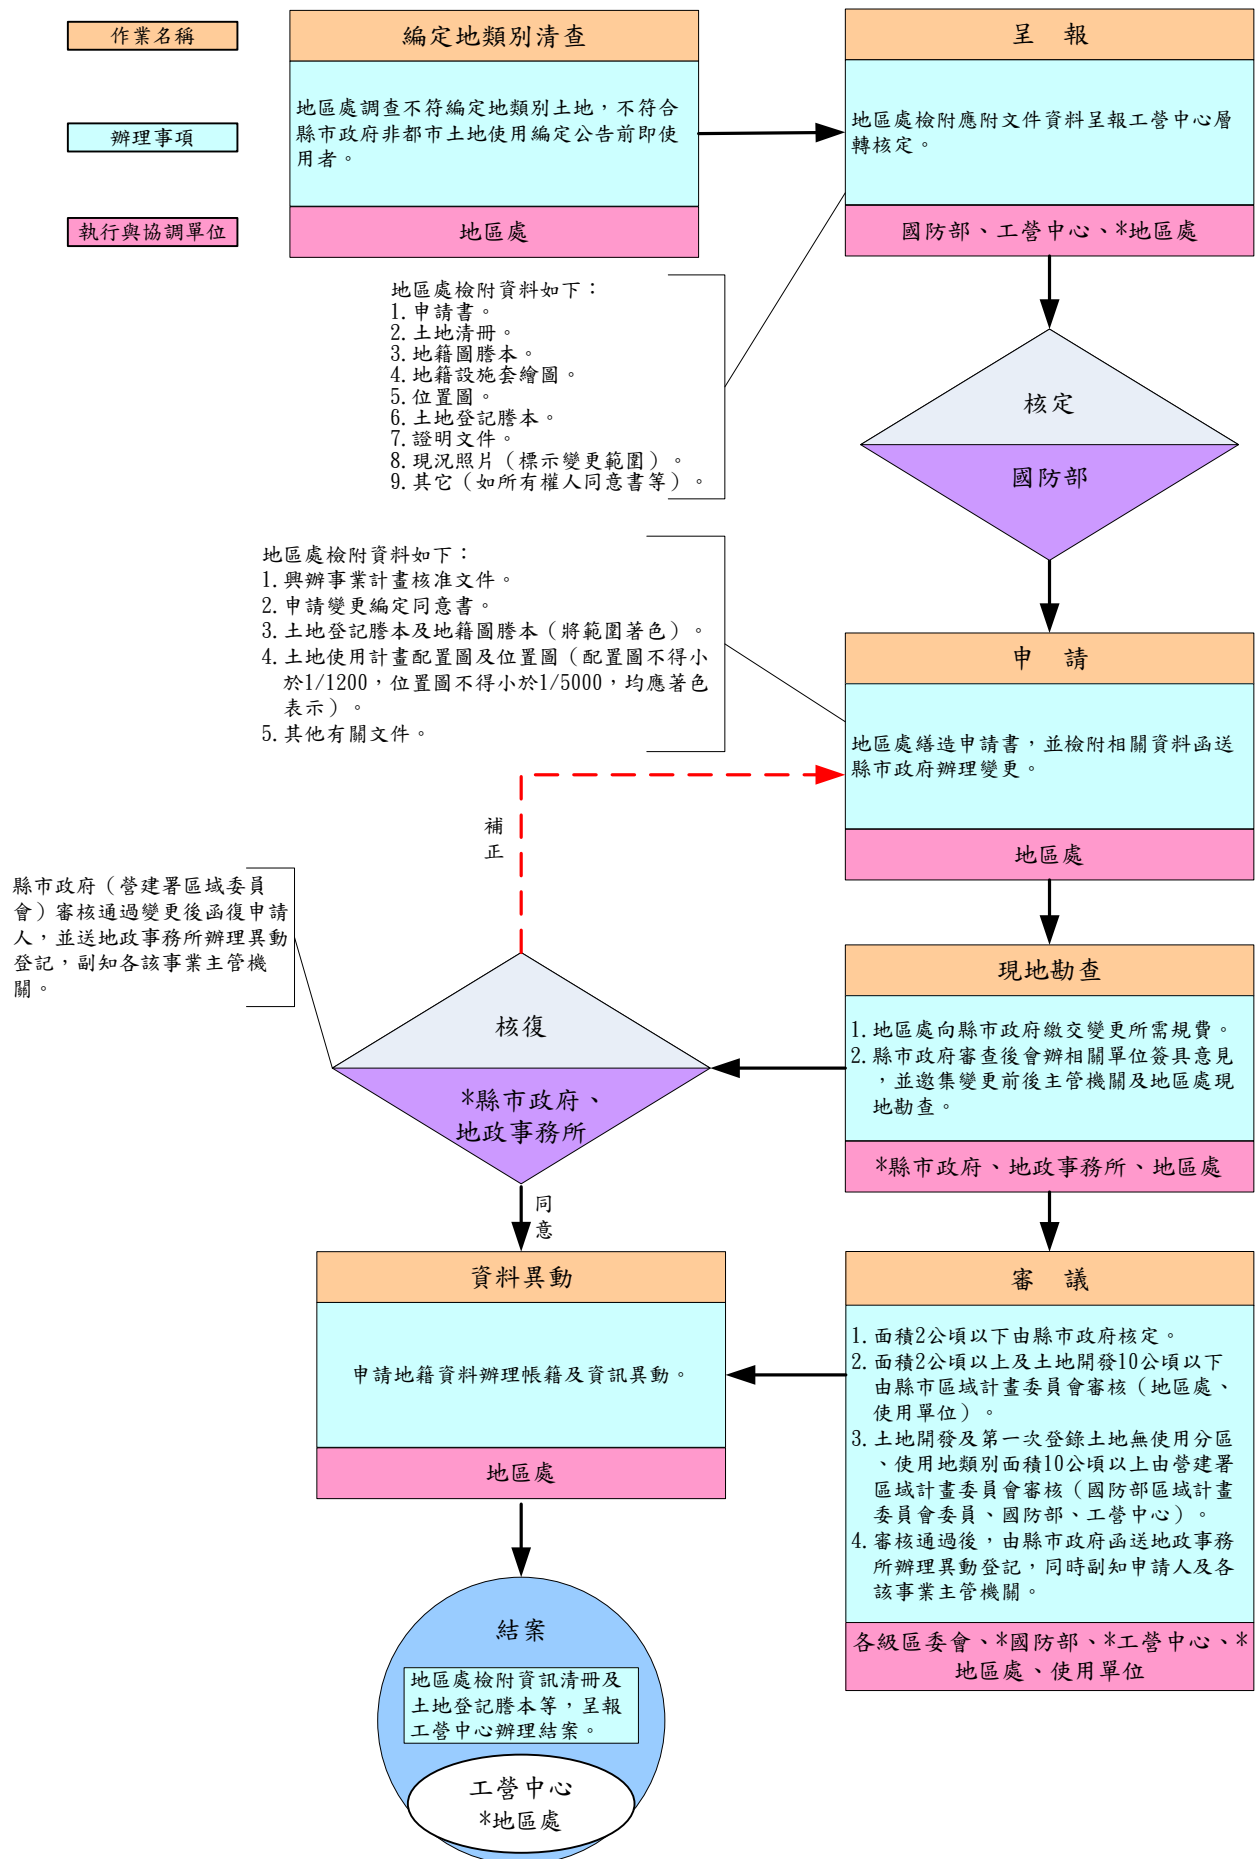 作業名稱
辦理事項
執行與協調單位
編定地類別清查
地區處調查不符編定地類別土地，不符合
縣市政府非都市土地使用編定公告前即使
用者。
地區處
呈　報
地區處檢附應附文件資料呈報工營中心層
轉核定。
國防部、工營中心、*地區處
地區處檢附資料如下：
1.申請書。
2.土地清冊。
3.地籍圖謄本。
4.地籍設施套繪圖。
5.位置圖。
6.土地登記謄本。
7.證明文件。
8.現況照片（標示變更範圍）。
9.其它（如所有權人同意書等）。
核定
國防部
地區處檢附資料如下：
1.興辦事業計畫核准文件。
2.申請變更編定同意書。
3.土地登記謄本及地籍圖謄本（將範圍著色）。
4.土地使用計畫配置圖及位置圖（配置圖不得小
於1/1200，位置圖不得小於1/5000，均應著色
表示）。
5.其他有關文件。
申　請
地區處繕造申請書，並檢附相關資料函送
縣市政府辦理變更。
地區處
補
正
縣市政府（營建署區域委員
會）審核通過變更後函復申請
人，並送地政事務所辦理異動
登記，副知各該事業主管機
關。
核復
*縣市政府、
地政事務所
現地勘查
1.地區處向縣市政府繳交變更所需規費。
2.縣市政府審查後會辦相關單位簽具意見
，並邀集變更前後主管機關及地區處現
地勘查。
*縣市政府、地政事務所、地區處
同
意
資料異動
申請地籍資料辦理帳籍及資訊異動。
地區處
審　議
1.面積2公頃以下由縣市政府核定。
2.面積2公頃以上及土地開發10公頃以下
由縣市區域計畫委員會審核（地區處、
使用單位）。
3.土地開發及第一次登錄土地無使用分區
、使用地類別面積10公頃以上由營建署
區域計畫委員會審核（國防部區域計畫
委員會委員、國防部、工營中心）。
4.審核通過後，由縣市政府函送地政事務
所辦理異動登記，同時副知申請人及各
該事業主管機關。
各級區委會、*國防部、*工營中心、*
地區處、使用單位
結案
地區處檢附資訊清冊及
土地登記謄本等，呈報
工營中心辦理結案。
工營中心
*地區處